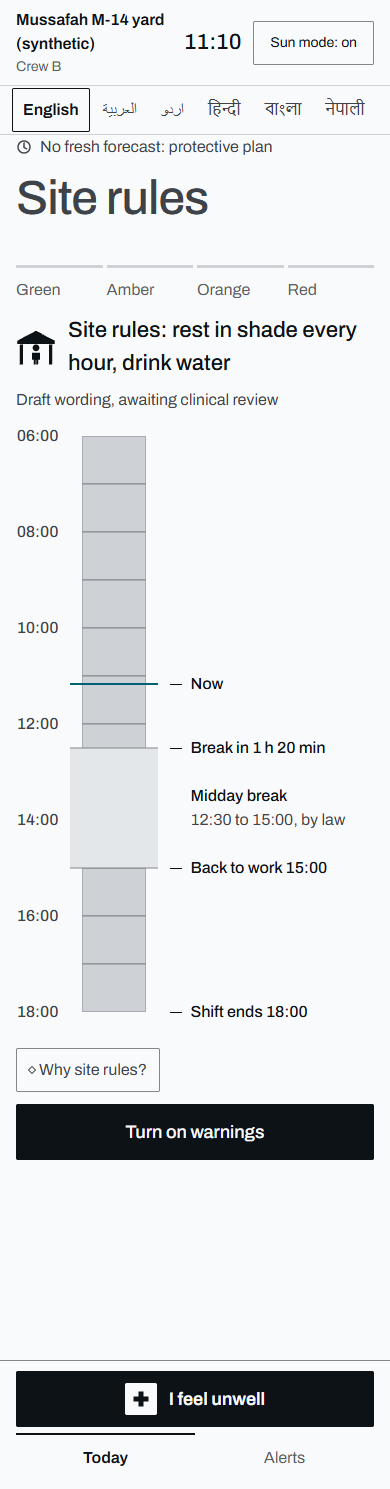 Mussafah M-14 yard
(synthetic)
Crew B
11:10
Sun mode: on
English
العربية
اردو
हिन्दी
বাংলা
नेपाली
No fresh forecast: protective plan
Site rules
Green
Amber
Orange
Red
Site rules: rest in shade every
hour, drink water
Draft wording, awaiting clinical review
06:00
08:00
10:00
Now
12:00
Break in 1 h 20 min
Midday break
14:00
12:30 to 15:00, by law
Back to work 15:00
16:00
18:00
Shift ends 18:00
Why site rules?
Turn on warnings
I feel unwell
Today
Alerts